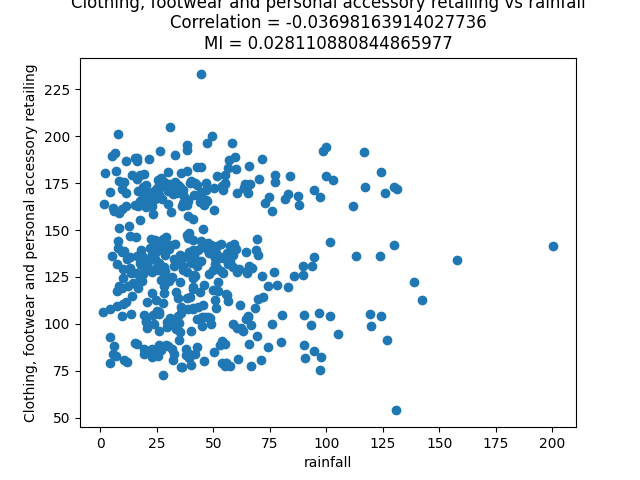 Clothing, footwear and personal accessory retailing vs rainfall
Correlation = -0.03698163914027736
MI = 0.028110880844865977
Clothing, footwear and personal accessory retailing
225
200
175
150
125
100
75
50
0 25 50 75 100 125 150 175 200
rainfall